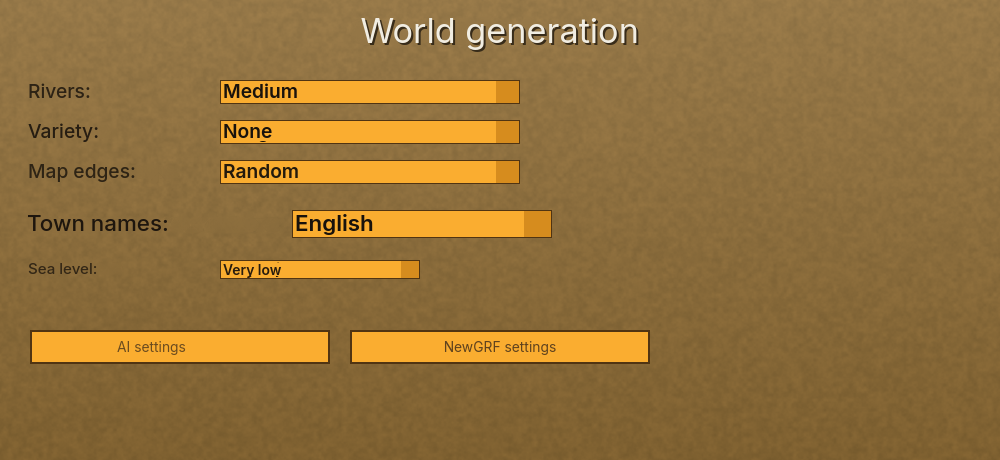 World generation
Rivers: Medium
Variety: None
Map edges: Random
Town names: English
Sea level: Very low
AI settings NewGRF settings